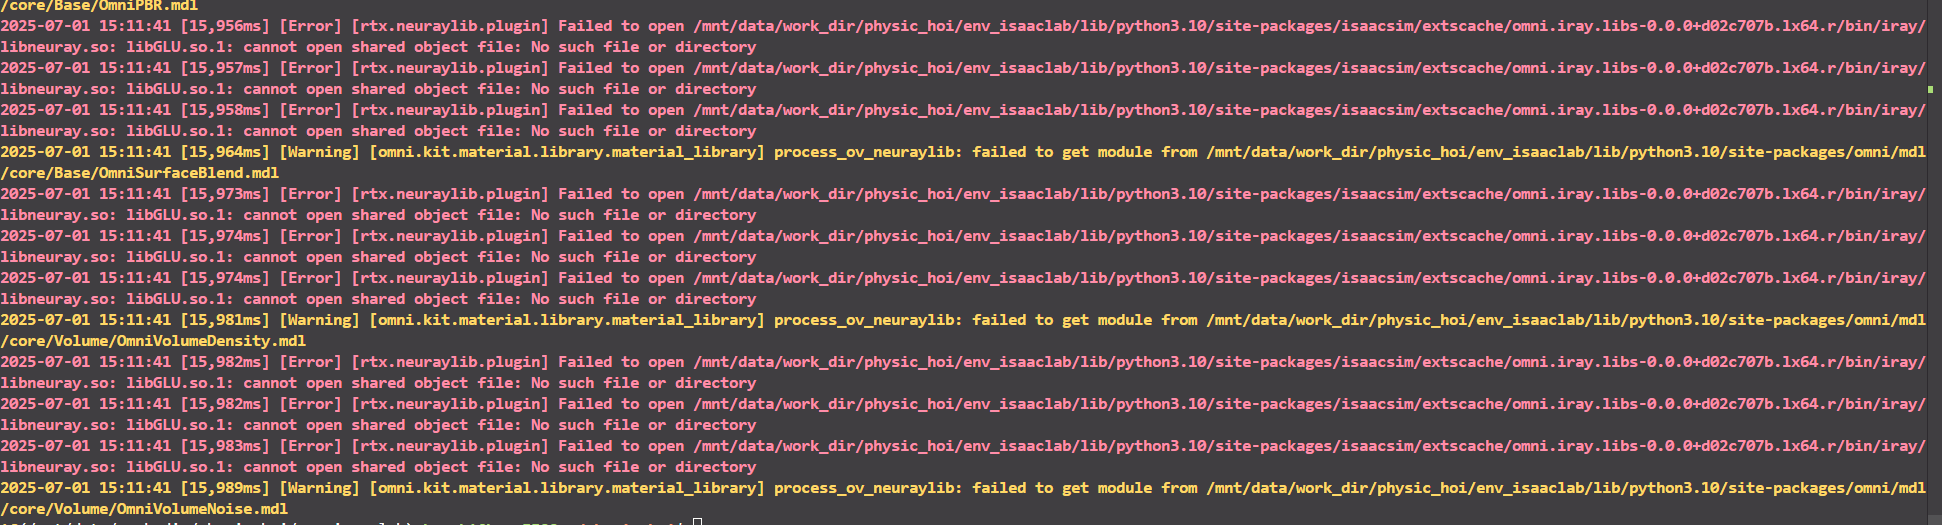 /core/Base/OmniPBR.mdl
2025-07-01 15:11:41 [15,956ms] [Error] [rtx.neuraylib.plugin] Failed to open /mnt/data/work_dir/physic_hoi/env_isaaclab/lib/python3.10/site-packages/isaacsim/extscache/omni.iray.libs-0.0.0+d02c707b.lx64.r/bin/iray/
libneuray.so: libGLU.so.1: cannot open shared object file: No such file or directory
2025-07-01 15:11:41 [15,957ms] [Error] [rtx.neuraylib.plugin] Failed to open /mnt/data/work_dir/physic_hoi/env_isaaclab/lib/python3.10/site-packages/isaacsim/extscache/omni.iray.libs-0.0.0+d02c707b.lx64.r/bin/iray/
libneuray.so: libGLU.so.1: cannot open shared object file: No such file or directory
2025-07-01 15:11:41 [15,958ms] [Error] [rtx.neuraylib.plugin] Failed to open /mnt/data/work_dir/physic_hoi/env_isaaclab/lib/python3.10/site-packages/isaacsim/extscache/omni.iray.libs-0.0.0+d02c707b.lx64.r/bin/iray/
libneuray.so: libGLU.so.1: cannot open shared object file: No such file or directory
2025-07-01 15:11:41 [15,964ms] [Warning] [omni.kit.material.library.material_library] process_ov_neuraylib: failed to get module from /mnt/data/work_dir/physic_hoi/env_isaaclab/lib/python3.10/site-packages/omni/mdl
/core/Base/OmniSurfaceBlend.mdl
2025-07-01 15:11:41 [15,973ms] [Error] [rtx.neuraylib.plugin] Failed to open /mnt/data/work_dir/physic_hoi/env_isaaclab/lib/python3.10/site-packages/isaacsim/extscache/omni.iray.libs-0.0.0+d02c707b.lx64.r/bin/iray/
libneuray.so: libGLU.so.1: cannot open shared object file: No such file or directory
2025-07-01 15:11:41 [15,974ms] [Error] [rtx.neuraylib.plugin] Failed to open /mnt/data/work_dir/physic_hoi/env_isaaclab/lib/python3.10/site-packages/isaacsim/extscache/omni.iray.libs-0.0.0+d02c707b.lx64.r/bin/iray/
libneuray.so: libGLU.so.1: cannot open shared object file: No such file or directory
2025-07-01 15:11:41 [15,974ms] [Error] [rtx.neuraylib.plugin] Failed to open /mnt/data/work_dir/physic_hoi/env_isaaclab/lib/python3.10/site-packages/isaacsim/extscache/omni.iray.libs-0.0.0+d02c707b.lx64.r/bin/iray/
libneuray.so: libGLU.so.1: cannot open shared object file: No such file or directory
2025-07-01 15:11:41 [15,981ms] [Warning] [omni.kit.material.library.material_library] process_ov_neuraylib: failed to get module from /mnt/data/work_dir/physic_hoi/env_isaaclab/lib/python3.10/site-packages/omni/mdl
/core/Volume/OmniVolumeDensity.mdl
2025-07-01 15:11:41 [15,982ms] [Error] [rtx.neuraylib.plugin] Failed to open /mnt/data/work_dir/physic_hoi/env_isaaclab/lib/python3.10/site-packages/isaacsim/extscache/omni.iray.libs-0.0.0+d02c707b.lx64.r/bin/iray/
libneuray.so: libGLU.so.1: cannot open shared object file: No such file or directory
2025-07-01 15:11:41 [15,982ms] [Error] [rtx.neuraylib.plugin] Failed to open /mnt/data/work_dir/physic_hoi/env_isaaclab/lib/python3.10/site-packages/isaacsim/extscache/omni.iray.libs-0.0.0+d02c707b.lx64.r/bin/iray/
libneuray.so: libGLU.so.1: cannot open shared object file: No such file or directory
2025-07-01 15:11:41 [15,983ms] [Error] [rtx.neuraylib.plugin] Failed to open /mnt/data/work_dir/physic_hoi/env_isaaclab/lib/python3.10/site-packages/isaacsim/extscache/omni.iray.libs-0.0.0+d02c707b.lx64.r/bin/iray/
libneuray.so: libGLU.so.1: cannot open shared object file: No such file or directory
2025-07-01 15:11:41 [15,989ms] [Warning] [omni.kit.material.library.material_library] process_ov_neuraylib: failed to get module from /mnt/data/work_dir/physic_hoi/env_isaaclab/lib/python3.10/site-packages/omni/mdl
/core/Volume/OmniVolumeNoise.mdl